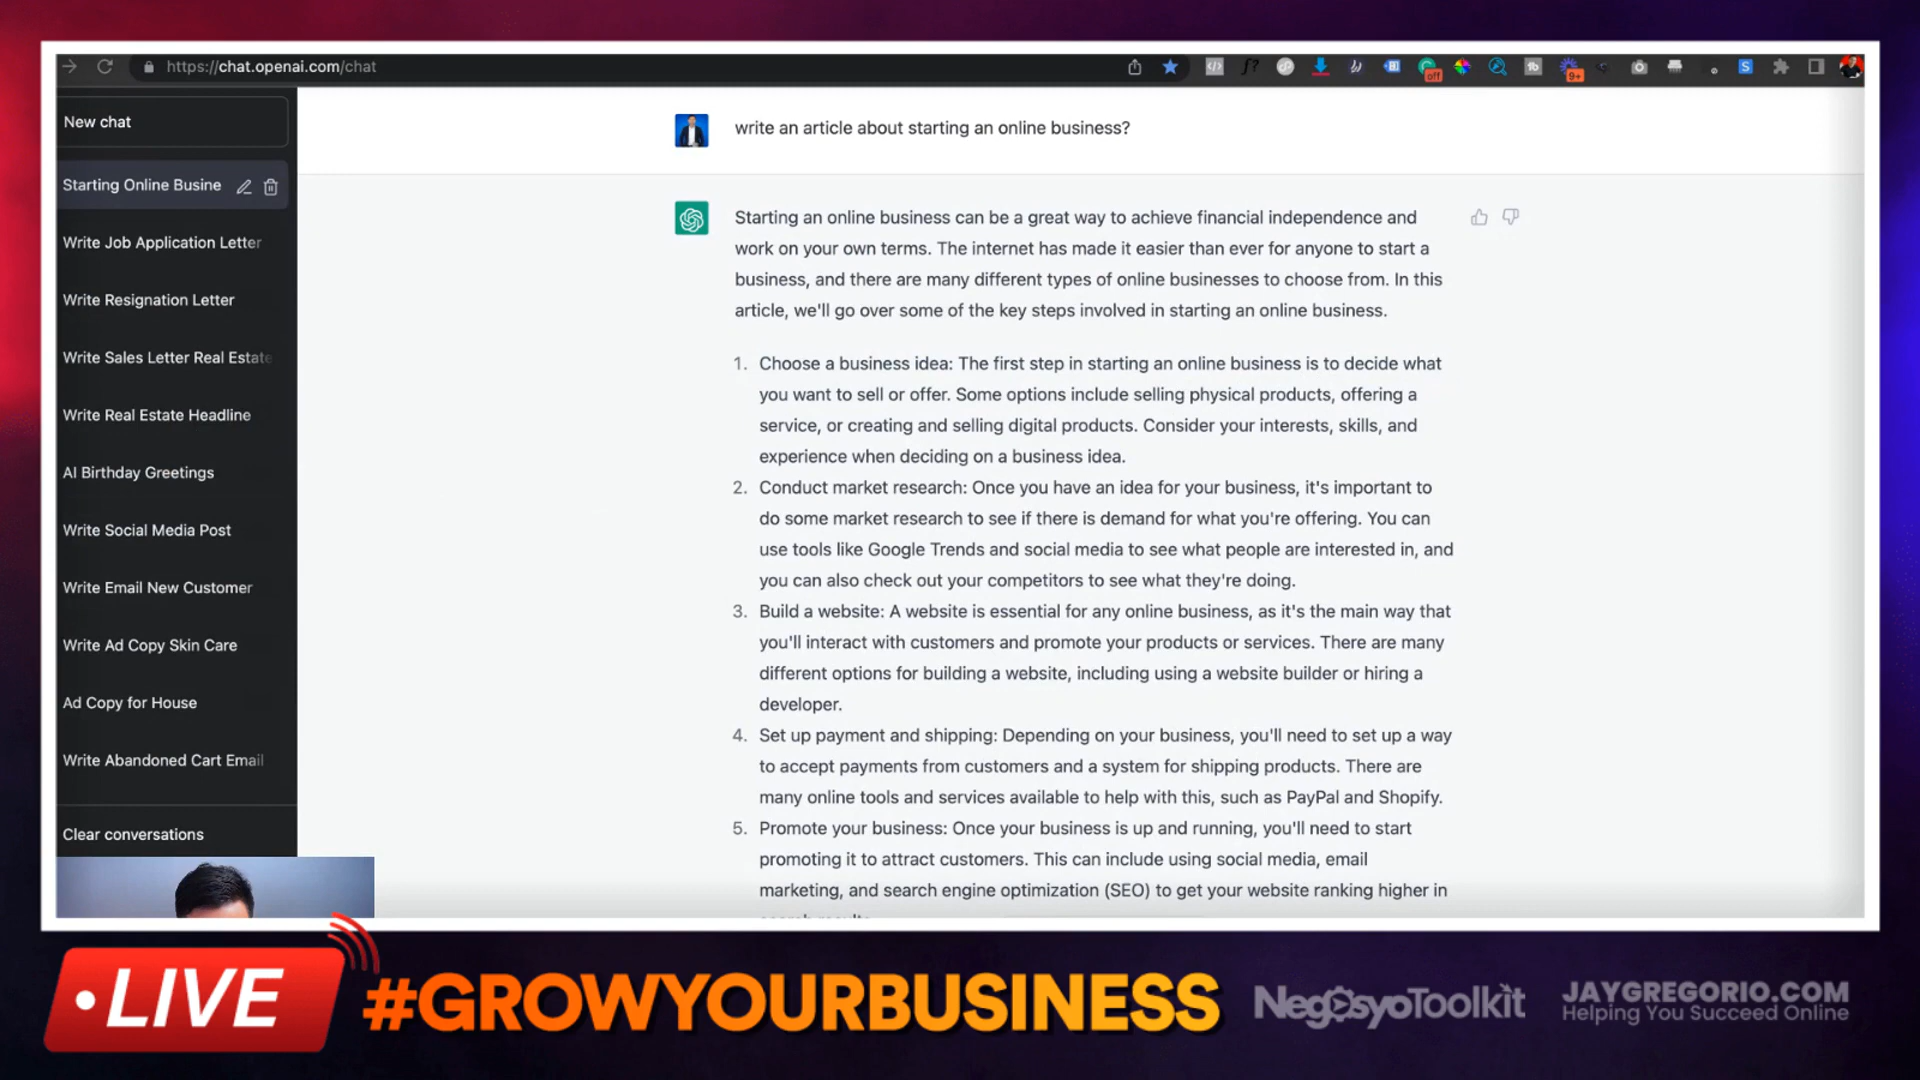 https://chat.openai.com/chat
off
9+
New chat
Starting Online Busine
Write Job Application Letter
Write Resignation Letter
Write Sales Letter Real Estate
Write Real Estate Headline
AI Birthday Greetings
Write Social Media Post
Write Email New Customer
Write Ad Copy Skin Care
Ad Copy for House
Write Abandoned Cart Email
Clear conversations
write an article about starting an online business?
Starting an online business can be a great way to achieve financial independence and
work on your own terms. The internet has made it easier than ever for anyone to start a
business, and there are many different types of online businesses to choose from. In this
article, we'll go over some of the key steps involved in starting an online business.
1. Choose a business idea: The first step in starting an online business is to decide what
you want to sell or offer. Some options include selling physical products, offering a
service, or creating and selling digital products. Consider your interests, skills, and
experience when deciding on a business idea.
2. Conduct market research: Once you have an idea for your business, it's important to
do some market research to see if there is demand for what you're offering. You can
use tools like Google Trends and social media to see what people are interested in, and
you can also check out your competitors to see what they're doing.
3. Build a website: A website is essential for any online business, as it's the main way that
you'll interact with customers and promote your products or services. There are many
different options for building a website, including using a website builder or hiring a
developer.
4. Set up payment and shipping: Depending on your business, you'll need to set up a way
to accept payments from customers and a system for shipping products. There are
many online tools and services available to help with this, such as PayPal and Shopify.
5. Promote your business: Once your business is up and running, you'll need to start
promoting it to attract customers. This can include using social media, email
marketing, and search engine optimization (SEO) to get your website ranking higher in
LIVE
#GROWYOURBUSINESS
NegosyoToolkit
JAYGREGORIO.COM
Helping You Succeed Online